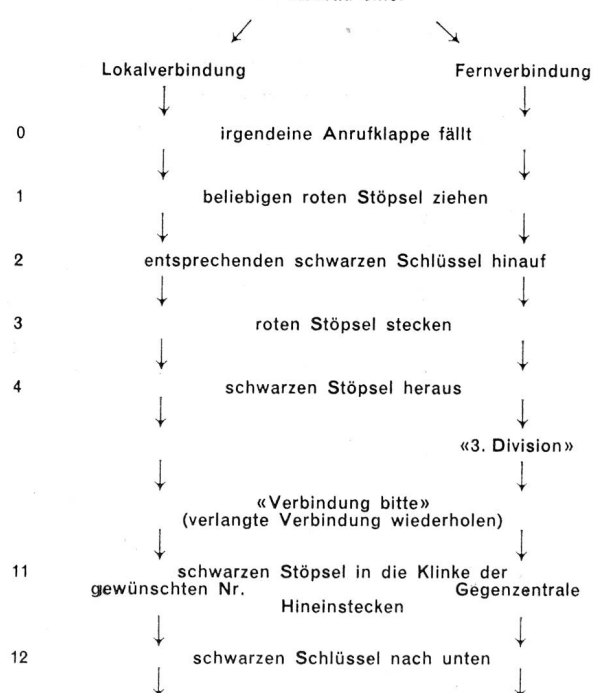 Lokalverbindung Fernverbindung
0 irgendeine Anrufklappe fällt
1 beliebigen roten Stöpsel ziehen
2 entsprechenden schwarzen Schlüssel hinauf
3 roten Stöpsel stecken
4 schwarzen Stöpsel heraus
«3. Division»
«Verbindung bitte»
(verlangte Verbindung wiederholen)
11 schwarzen Stöpsel in die Klinke der
gewünschten Nr. Gegenzentrale
Hineinstecken
12 schwarzen Schlüssel nach unten